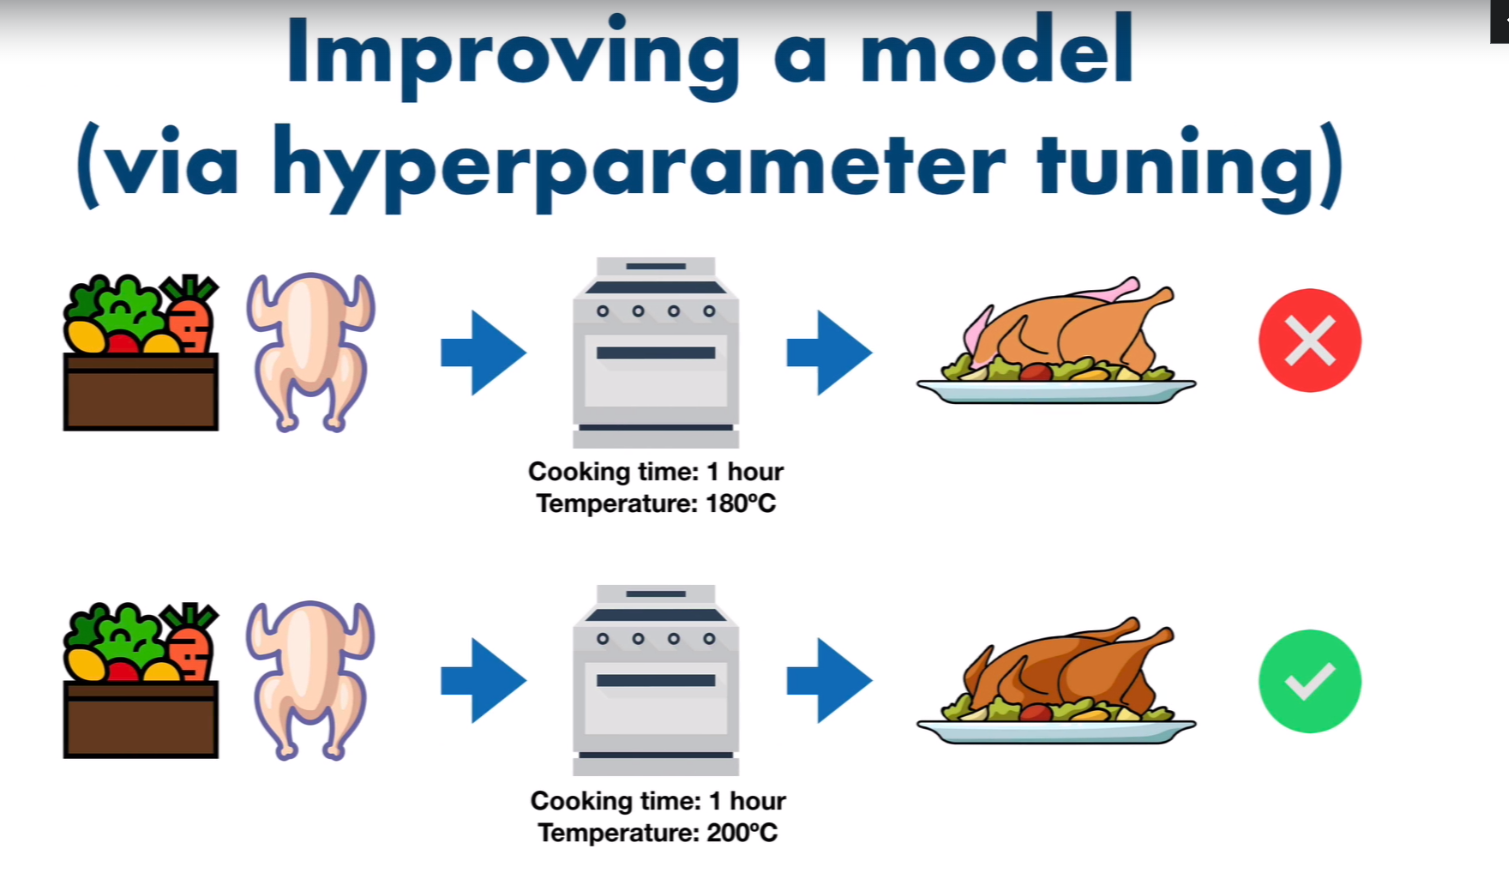 Improving a model
(via hyperparameter tuning)
Cooking time: 1 hour
Temperature: 180ºC
Cooking time: 1 hour
Temperature: 200ºC